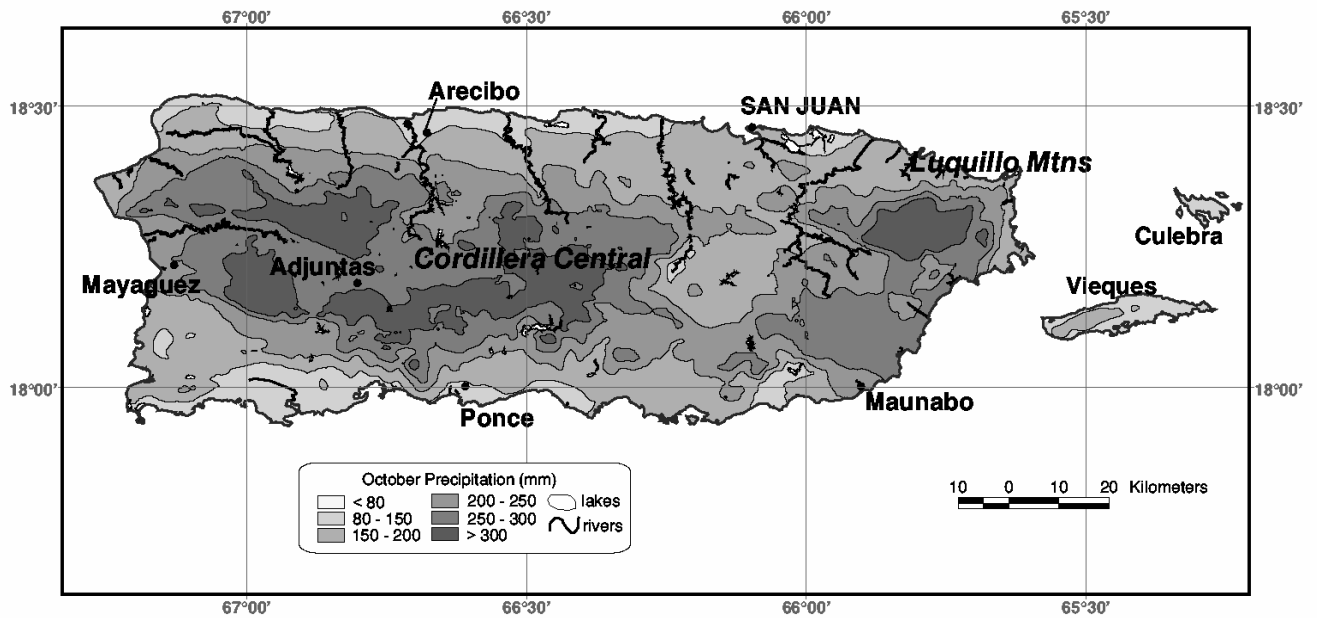 67°00' 66°30' 66°00' 65°30'
18°30' 18°30'
Arecibo
SAN JUAN
Luquillo Mtns
Culebra
Cordillera Central
Adjuntas
Mayaguez
Vieques
18°00' 18°00'
Ponce
Maunabo
October Precipitation (mm)
< 80 200 - 250 lakes
80 - 150 250 - 300 rivers
150 - 200 > 300
10 0 10 20 Kilometers
67°00' 66°30' 66°00' 65°30'